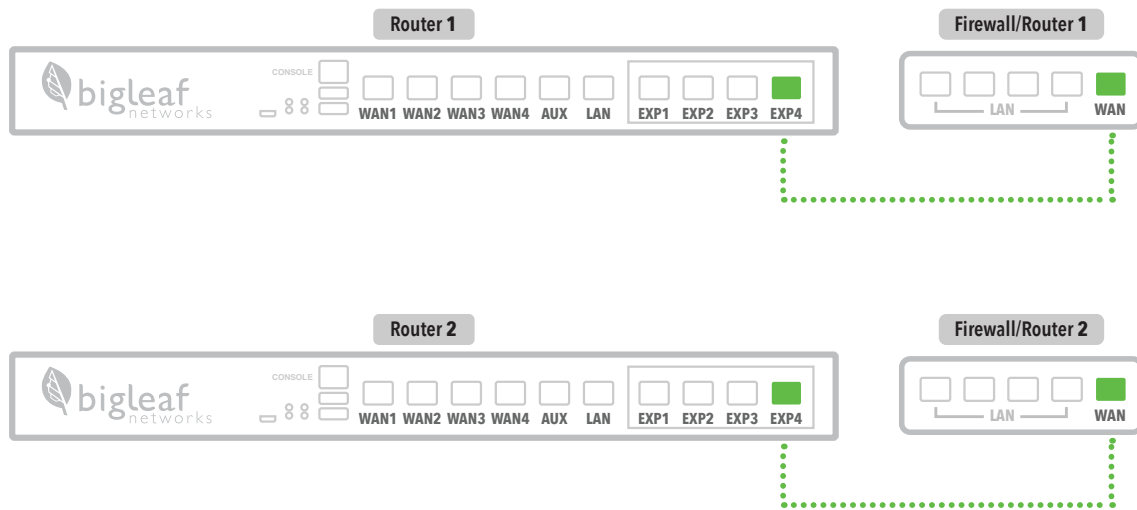 Router 1
Firewall/Router 1
bigleaf
networks
CONSOLE
WAN1 WAN2 WAN3 WAN4 AUX LAN EXP1 EXP2 EXP3 EXP4
LAN
WAN
Router 2
Firewall/Router 2
bigleaf
networks
CONSOLE
WAN1 WAN2 WAN3 WAN4 AUX LAN EXP1 EXP2 EXP3 EXP4
LAN
WAN